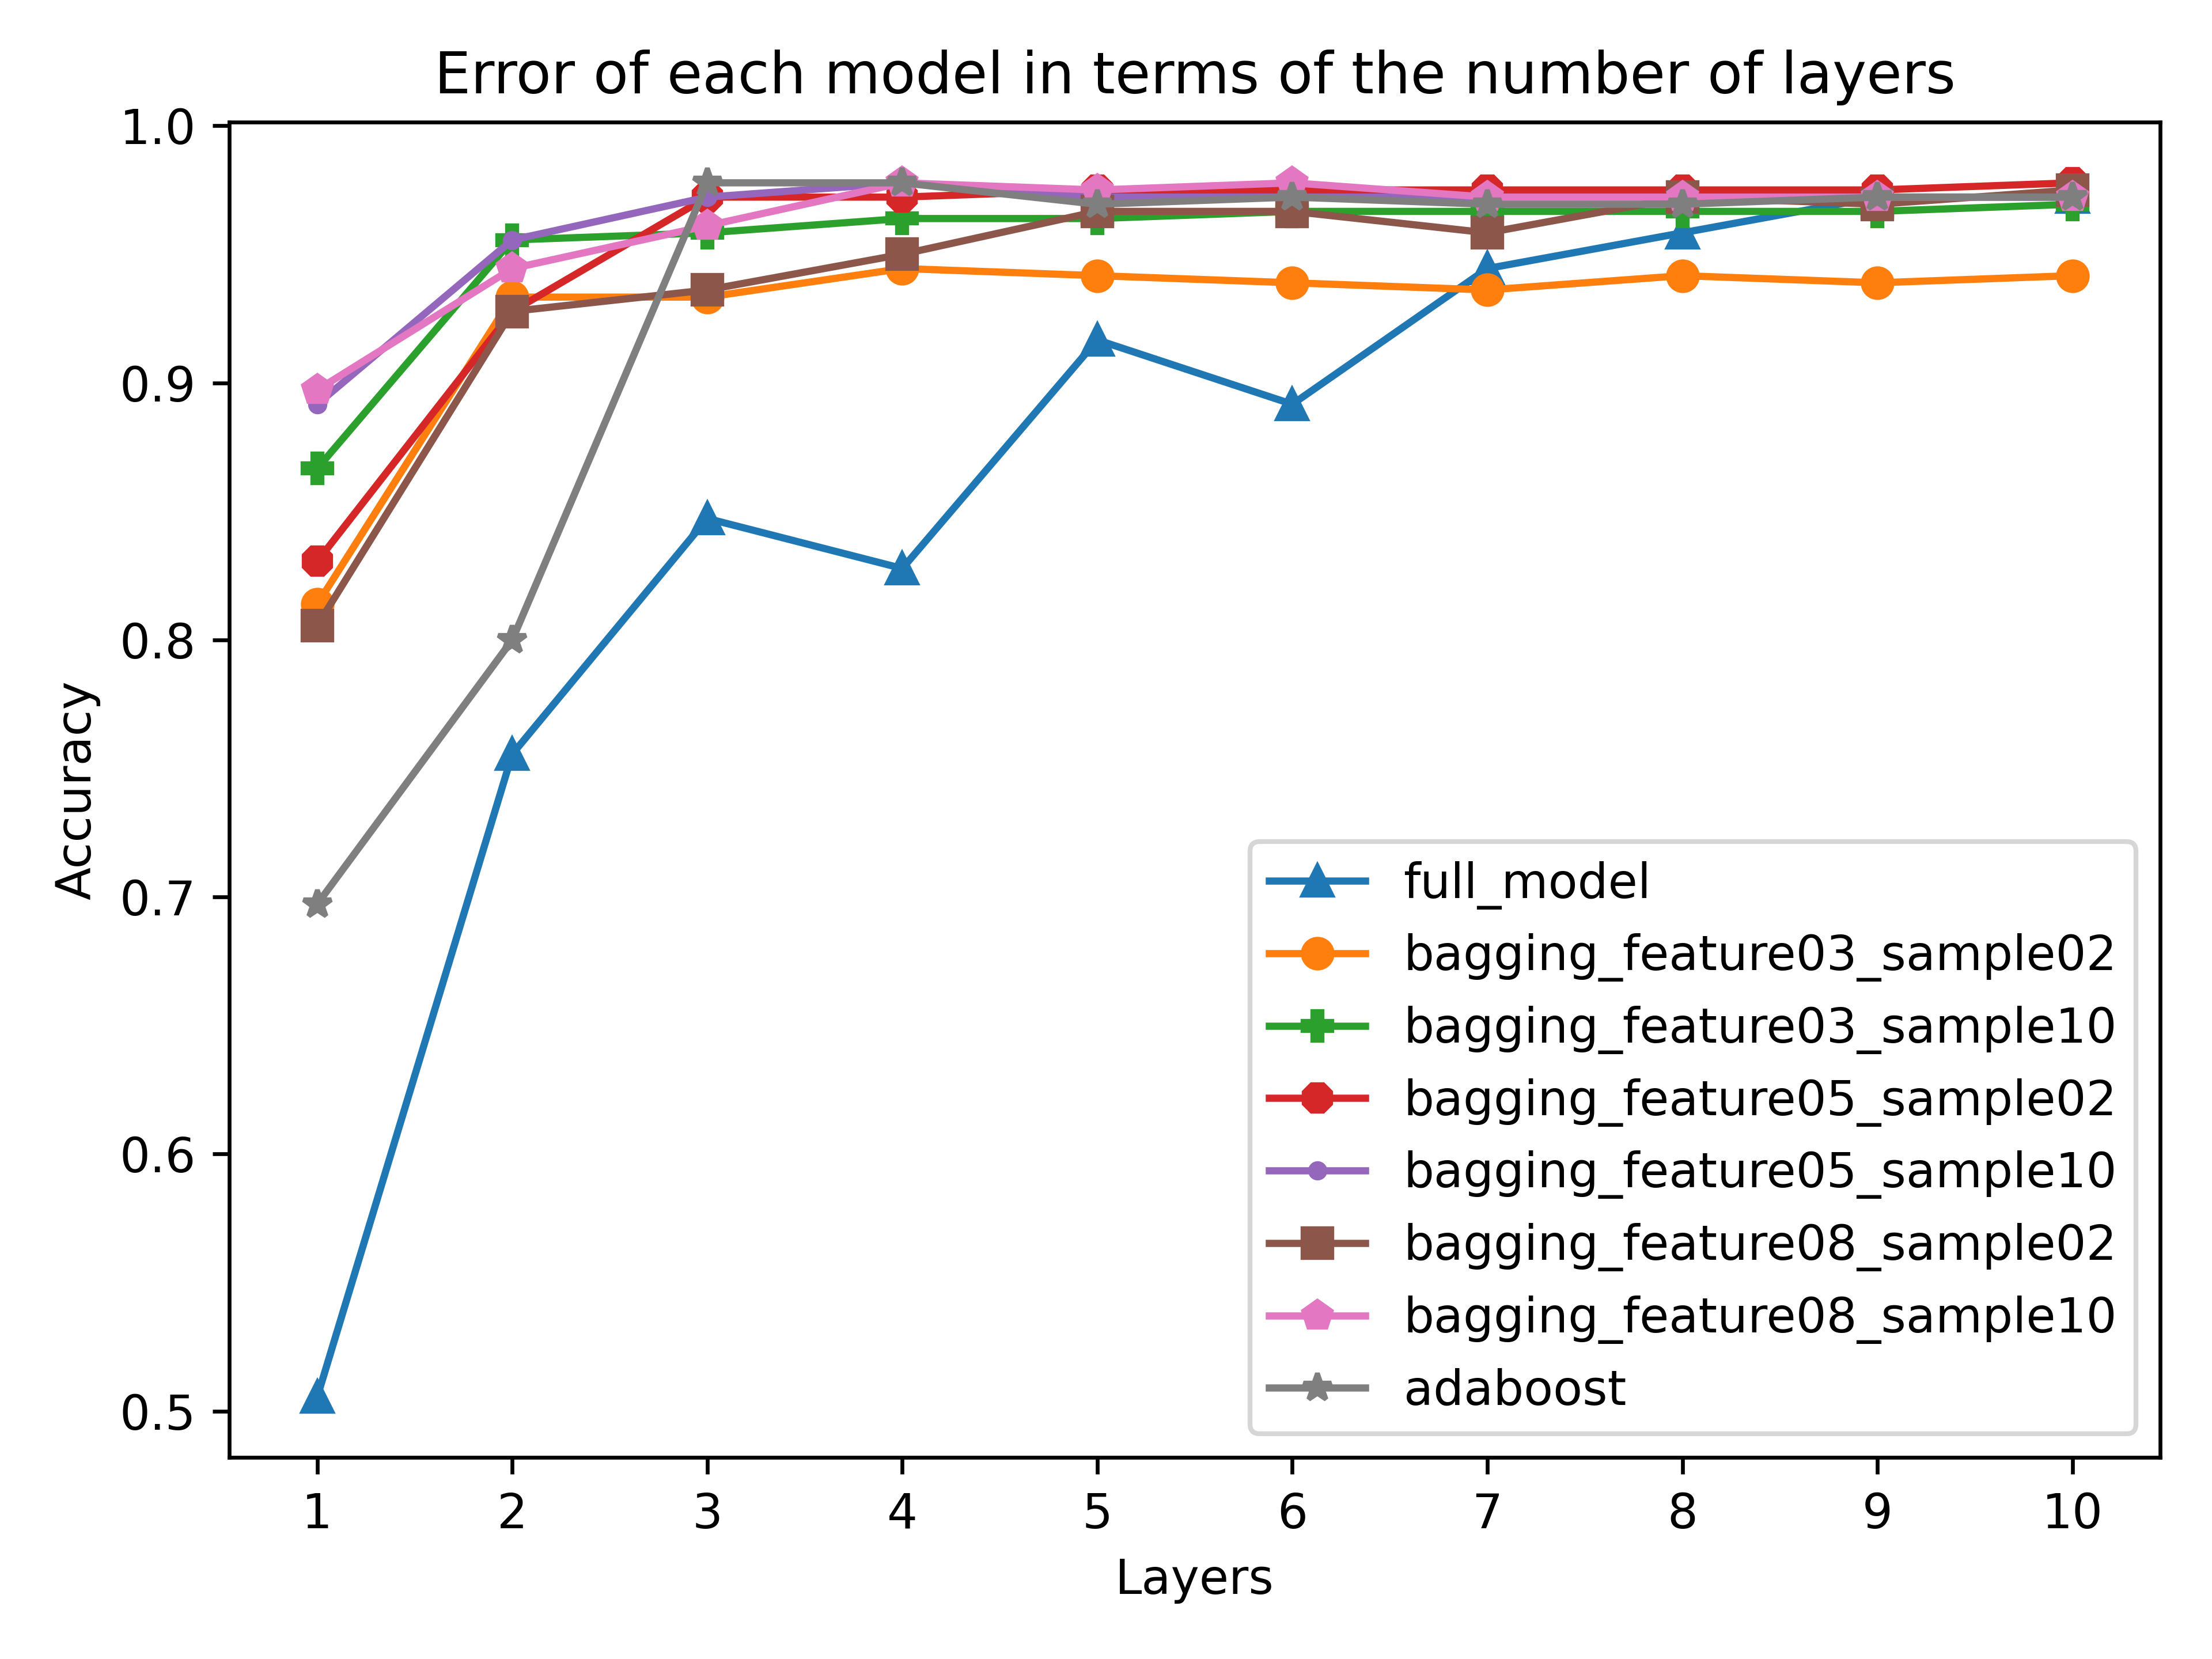 Error of each model in terms of the number of layers
1.0
0.9
0.8
0.7
0.6
0.5
Accuracy
full_model
bagging_feature03_sample02
bagging_feature03_sample10
bagging_feature05_sample02
bagging_feature05_sample10
bagging_feature08_sample02
bagging_feature08_sample10
adaboost
1 2 3 4 5 6 7 8 9 10
Layers